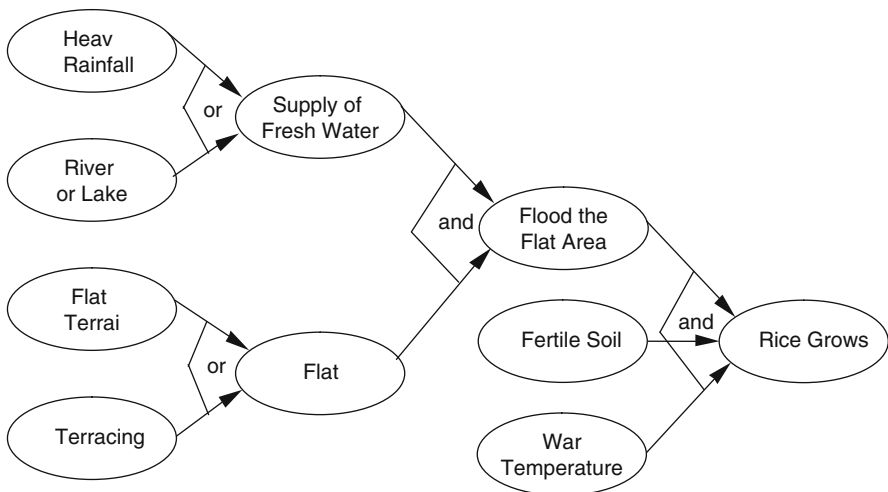 Heav
Rainfall
or
Supply of
Fresh Water
River
or Lake
and
Flood the
Flat Area
Flat
Terrai
or
Flat
Terracing
Fertile Soil
and
Rice Grows
War
Temperature